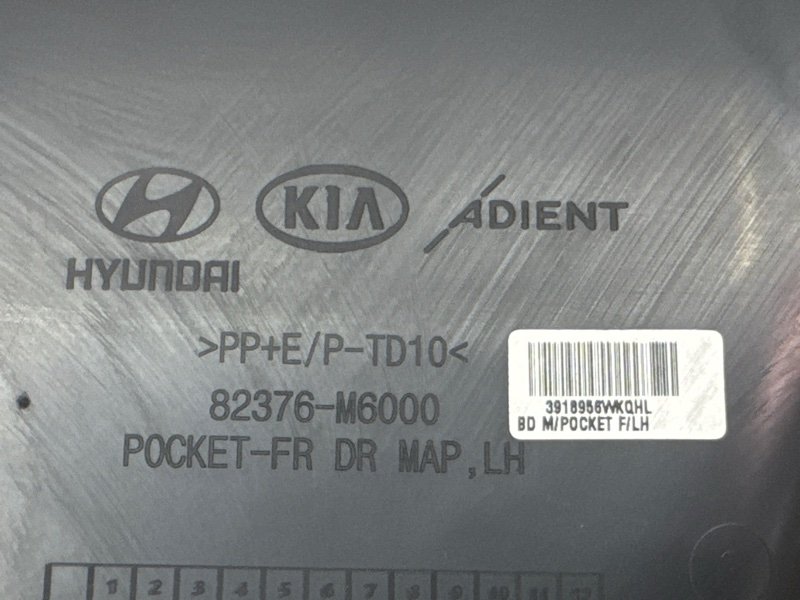 KIA ADIENT
HYUNDAI
>PP+E/P-TD10<
82376-M6000
POCKET-FR DR MAP,LH
3918956WKQHL
BD M/POCKET F/LH
1 2 3 4 5 6 7 8 9 10 11 12